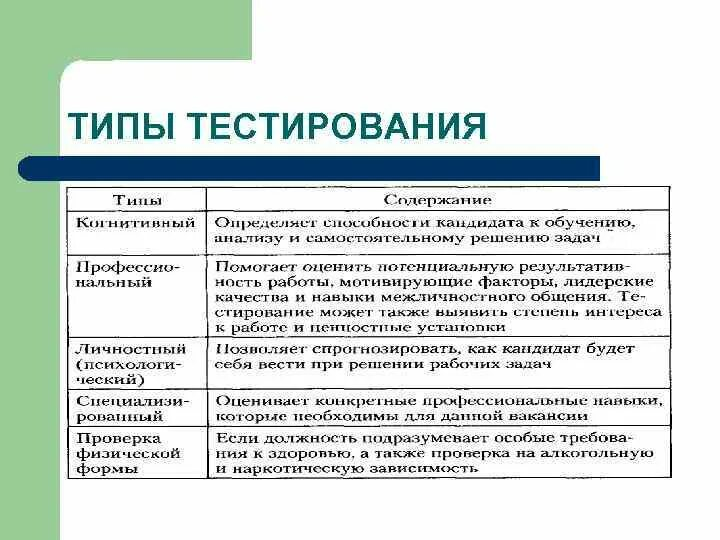 ТИПЫ ТЕСТИРОВАНИЯ
Типы Содержание
Когнитивный Определяет способности кандидата к обучению,
анализу и самостоятельному решению задач
Профессио- Помогает оценить потенциальную результатив-
нальный ность работы, мотивирующие факторы, лидерские
качества и навыки межличностного общения. Те-
стирование может также выявить степень интереса
к работе и ценностные установки
Личностный Позволяет спрогнозировать, как кандидат будет
(психологи- себя вести при решении рабочих задач
ческий)
Специализи- Оценивает конкретные профессиональные навыки,
рованный которые необходимы для данной вакансии
Проверка Если должность подразумевает особые требова-
физической ния к здоровью, а также проверка на алкогольную
формы и наркотическую зависимость